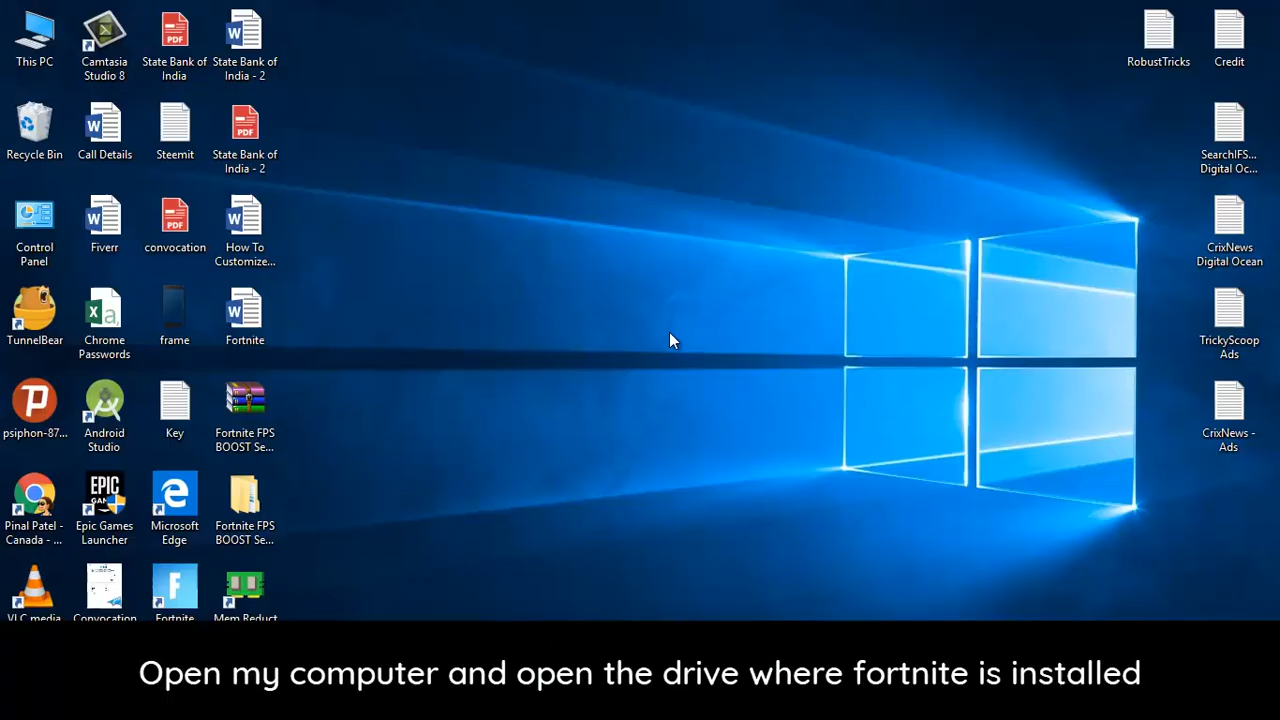 This PC
Camtasia
Studio 8
State Bank of
India
State Bank of
India - 2
Recycle Bin
Call Details
Steemit
State Bank of
India - 2
Control
Panel
Fiverr
convocation
How To
Customize...
TunnelBear
Chrome
Passwords
frame
Fortnite
psiphon-87...
Android
Studio
Key
Fortnite FPS
BOOST Se...
Pinal Patel -
Canada - ...
EPIC
GAMES
Epic Games
Launcher
Microsoft
Edge
Fortnite FPS
BOOST Se...
VLC media
Convocation
Fortnite
Mem Reduct
RobustTricks
Credit
SearchIFS...
Digital Oc...
CrixNews
Digital Ocean
TrickyScoop
Ads
CrixNews -
Ads
Open my computer and open the drive where fortnite is installed